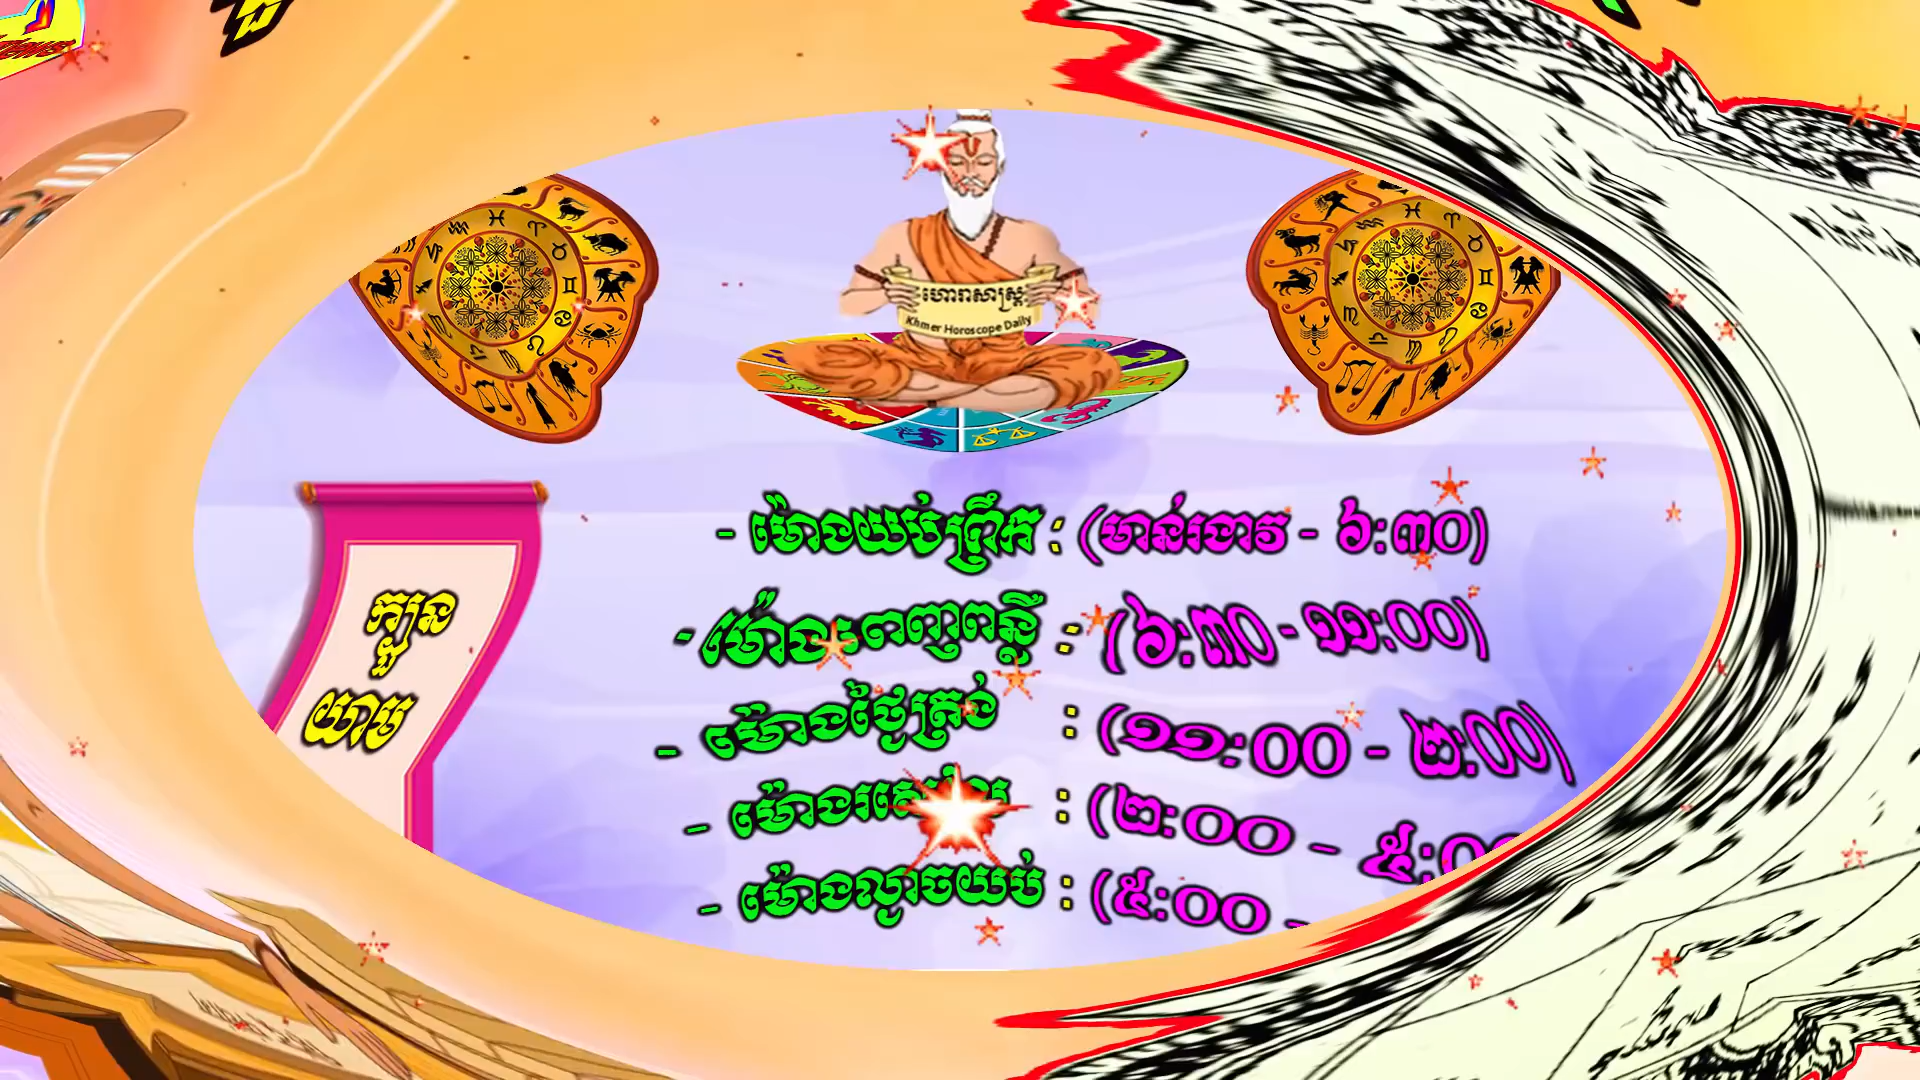 ហោរាសាស្ត្រ
Khmer Horoscope Daily
- ម៉ោងយប់ព្រឹក : (មាន់រងាវ - ៦:៣០)
- ម៉ោងពេញពន្លឺ : (៦:៣០ - ១១:០០)
- ម៉ោងថ្ងៃត្រង់ : (១១:០០ - ២:០០)
- ម៉ោង : (២:០០ - ៥:00
- ម៉ោងល្ងាចយប់ : (៥:០០ -
ក្បួន
យាម